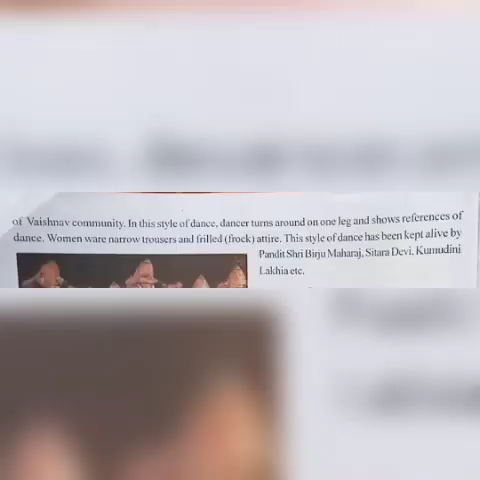 of Vaishnav community. In this style of dance, dancer turns around on one leg and shows references of
dance. Women ware narrow trousers and frilled (frock) attire. This style of dance has been kept alive by
Pandit Shri Birju Maharaj, Sitara Devi, Kumudini
Lakhia etc.